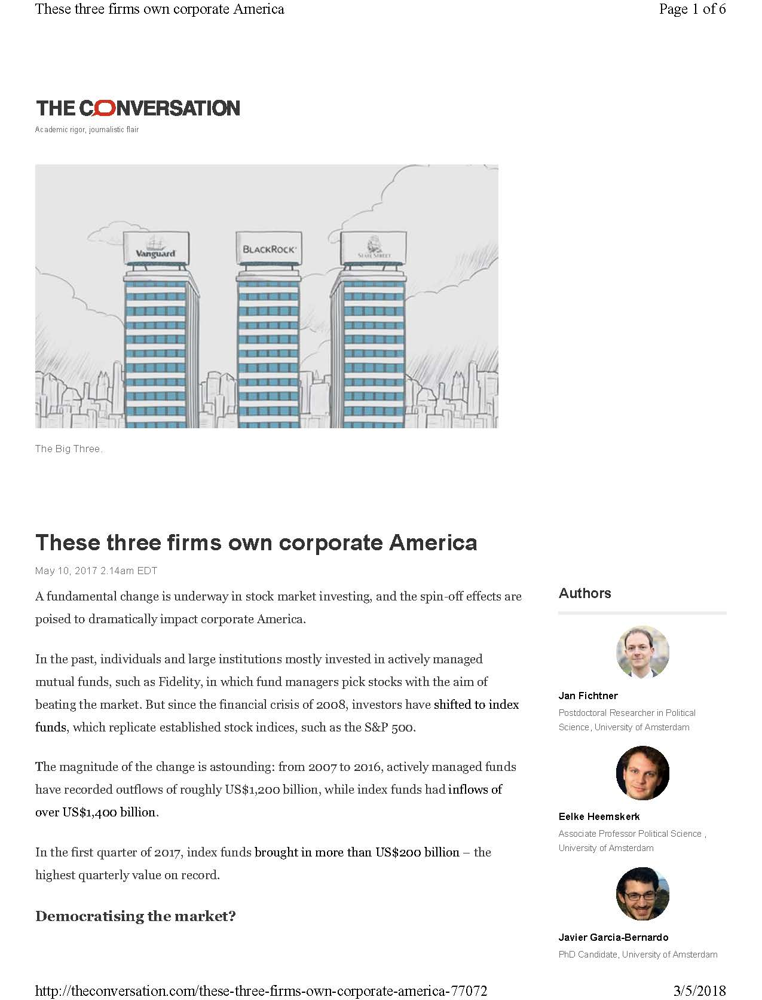 These three firms own corporate America
Page 1 of 6
THE CONVERSATION
Academic rigor, journalistic flair
Vanguard
BLACKROCK
STATE STREET
The Big Three.
These three firms own corporate America
May 10, 2017 2.14am EDT
A fundamental change is underway in stock market investing, and the spin-off effects are
poised to dramatically impact corporate America.
In the past, individuals and large institutions mostly invested in actively managed
mutual funds, such as Fidelity, in which fund managers pick stocks with the aim of
beating the market. But since the financial crisis of 2008, investors have shifted to index
funds, which replicate established stock indices, such as the S&P 500.
The magnitude of the change is astounding: from 2007 to 2016, actively managed funds
have recorded outflows of roughly US$1,200 billion, while index funds had inflows of
over US$1,400 billion.
In the first quarter of 2017, index funds brought in more than US$200 billion – the
highest quarterly value on record.
Democratising the market?
Authors
Jan Fichtner
Postdoctoral Researcher in Political
Science, University of Amsterdam
Eelke Heemskerk
Associate Professor Political Science ,
University of Amsterdam
Javier Garcia-Bernardo
PhD Candidate, University of Amsterdam
http://theconversation.com/these-three-firms-own-corporate-america-77072
3/5/2018